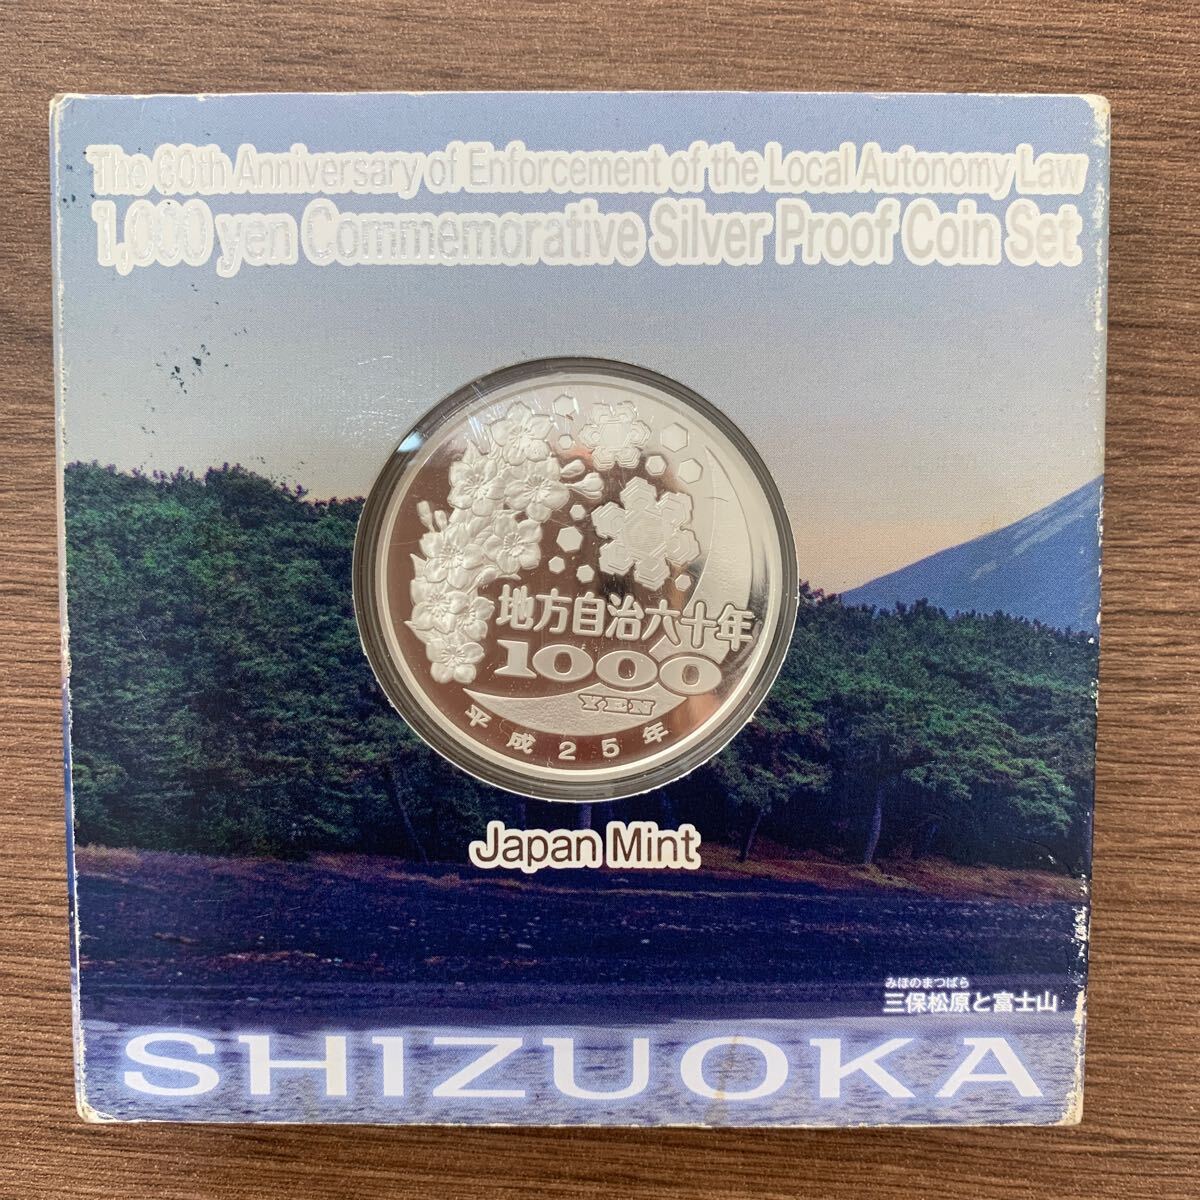 The 60th Anniversary of Enforcement of the Local Autonomy Law
1,000 yen Commemorative Silver Proof Coin Set
地方自治六十年
1000
YEN
平成25年
Japan Mint
みほのまつばら
三保松原と富士山
SHIZUOKA